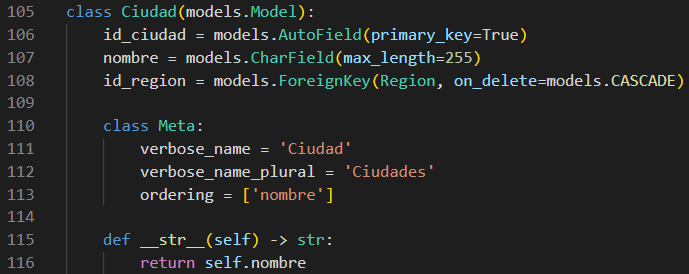 105 class Ciudad(models.Model):
106     id_ciudad = models.AutoField(primary_key=True)
107     nombre = models.CharField(max_length=255)
108     id_region = models.ForeignKey(Region, on_delete=models.CASCADE)
109
110     class Meta:
111         verbose_name = 'Ciudad'
112         verbose_name_plural = 'Ciudades'
113         ordering = ['nombre']
114
115     def __str__(self) -> str:
116         return self.nombre